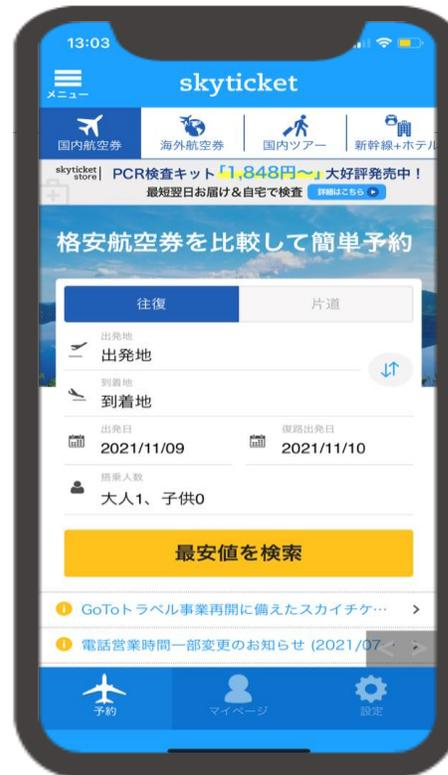 13:03
メニュー
skyticket
国内航空券 海外航空券 国内ツアー 新幹線+ホテル
skyticket store PCR検査キット「1,848円〜」大好評発売中！
最短翌日お届け&自宅で検査 詳細はこちら
格安航空券を比較して簡単予約
往復 片道
出発地
出発地
到着地
到着地
出発日 復路出発日
2021/11/09 2021/11/10
搭乗人数
大人1、子供0
最安値を検索
GoToトラベル事業再開に備えたスカイチケ… >
電話営業時間一部変更のお知らせ (2021/07
< >
予約 マイページ 設定